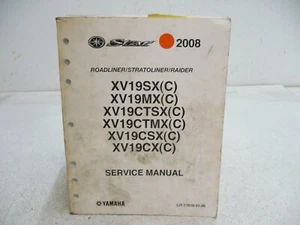 Star 2008
ROADLINER/STRATOLINER/RAIDER
XV19SX(C)
XV19MX(C)
XV19CTSX(C)
XV19CTMX(C)
XV19CSX(C)
XV19CX(C)
SERVICE MANUAL
YAMAHA